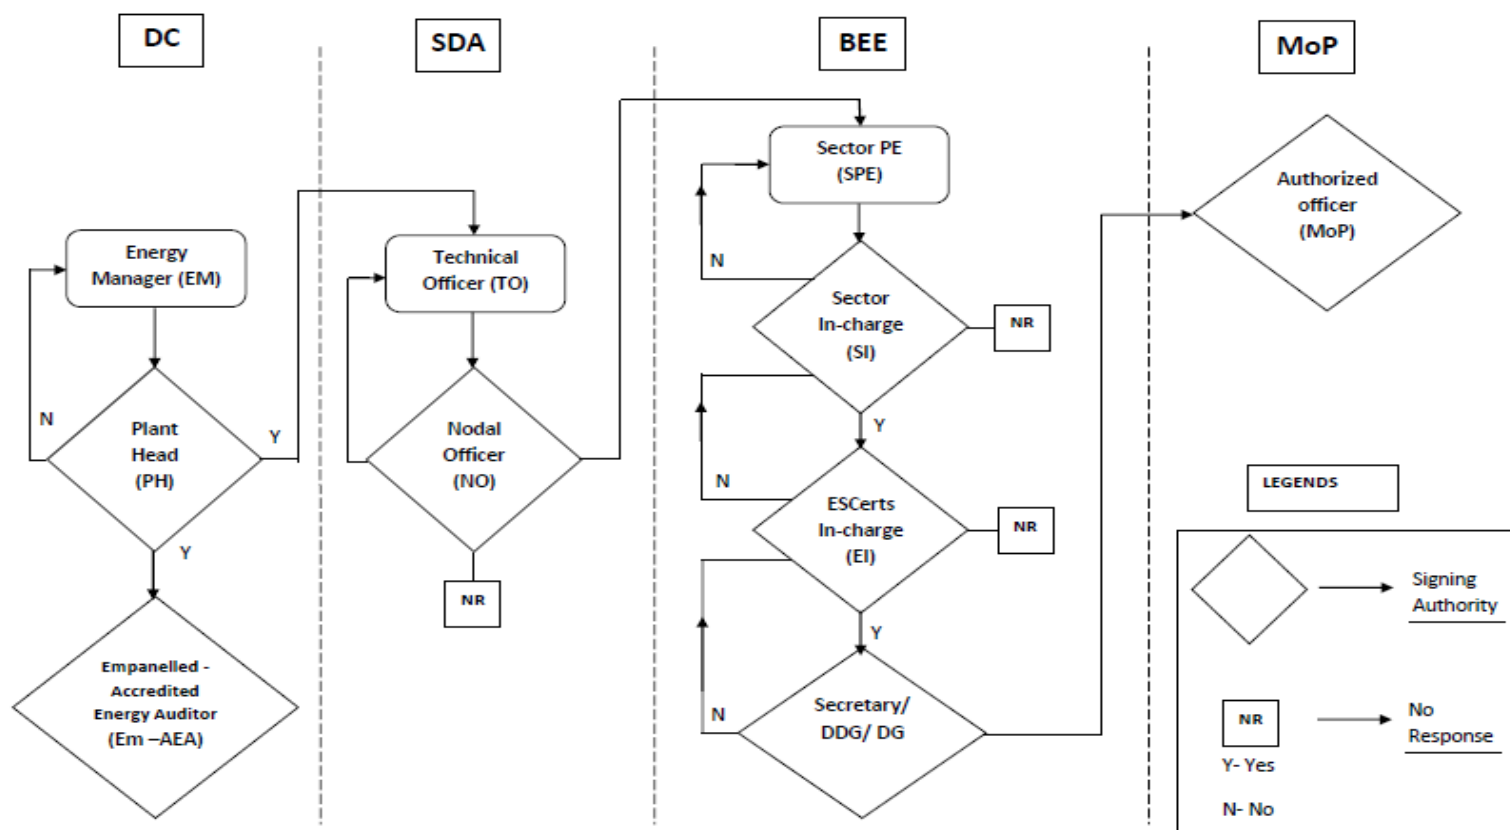 DC
SDA
BEE
MoP
Energy
Manager (EM)
N
Plant
Head
(PH)
Y
Y
Empanelled -
Accredited
Energy Auditor
(Em –AEA)
Technical
Officer (TO)
Nodal
Officer
(NO)
NR
Sector PE
(SPE)
N
Sector
In-charge
(SI)
NR
Y
N
ESCerts
In-charge
(EI)
NR
Y
N
Secretary/
DDG/ DG
Authorized
officer
(MoP)
LEGENDS
Signing
Authority
NR
No
Response
Y- Yes
N- No